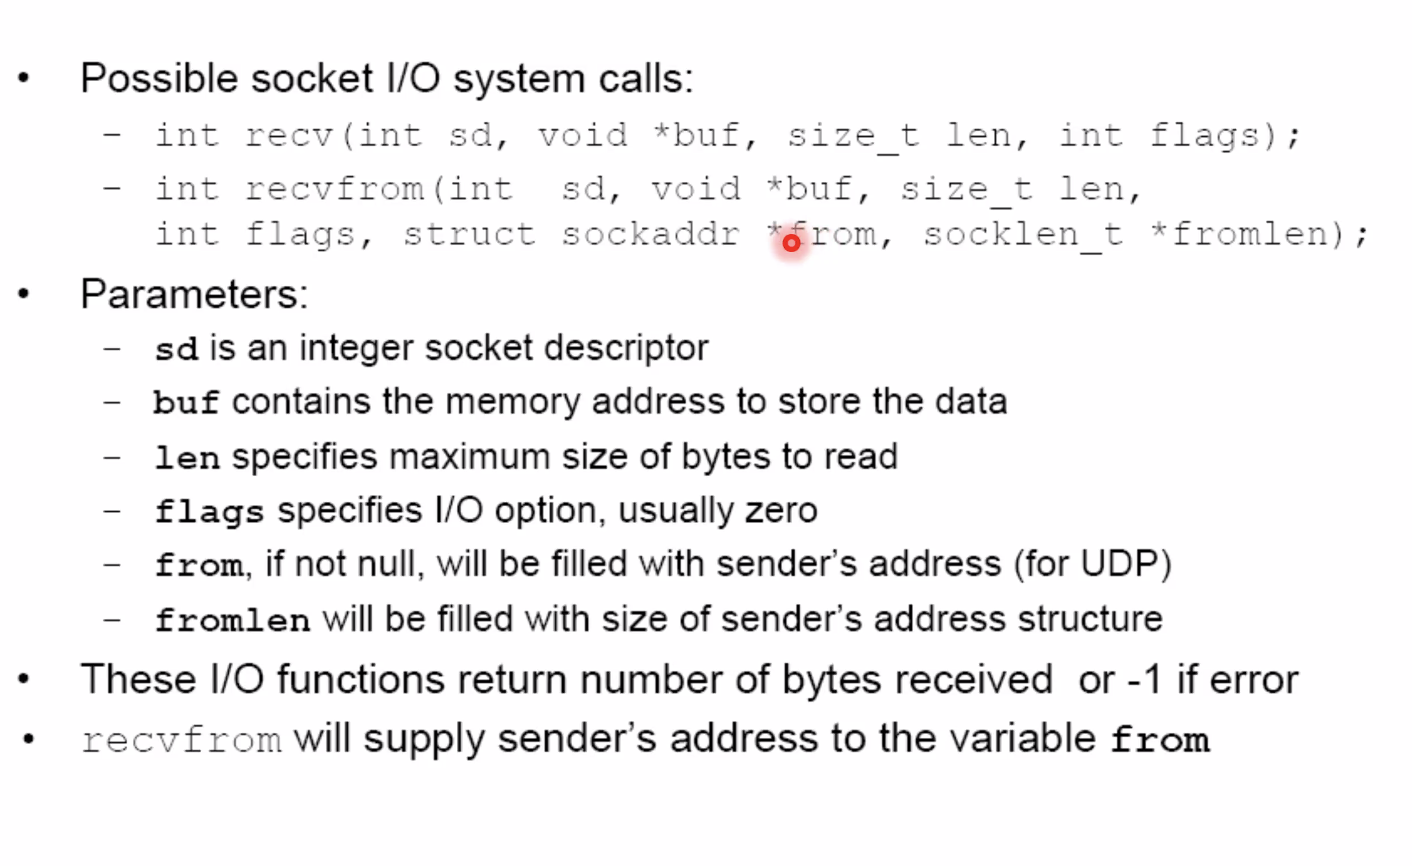 • Possible socket I/O system calls:
– int recv(int sd, void *buf, size_t len, int flags);
– int recvfrom(int sd, void *buf, size_t len,
int flags, struct sockaddr *from, socklen_t *fromlen);
• Parameters:
– sd is an integer socket descriptor
– buf contains the memory address to store the data
– len specifies maximum size of bytes to read
– flags specifies I/O option, usually zero
– from, if not null, will be filled with sender’s address (for UDP)
– fromlen will be filled with size of sender’s address structure
• These I/O functions return number of bytes received or -1 if error
• recvfrom will supply sender’s address to the variable from